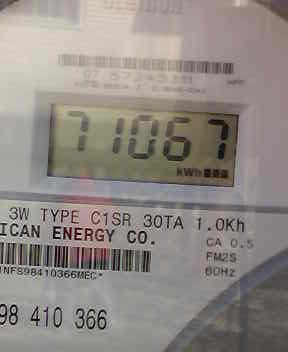 71067
kWh
3W TYPE C1SR 30TA 1.0Kh
ICAN ENERGY CO.
CA 0.5
FM2S
60Hz
98 410 366